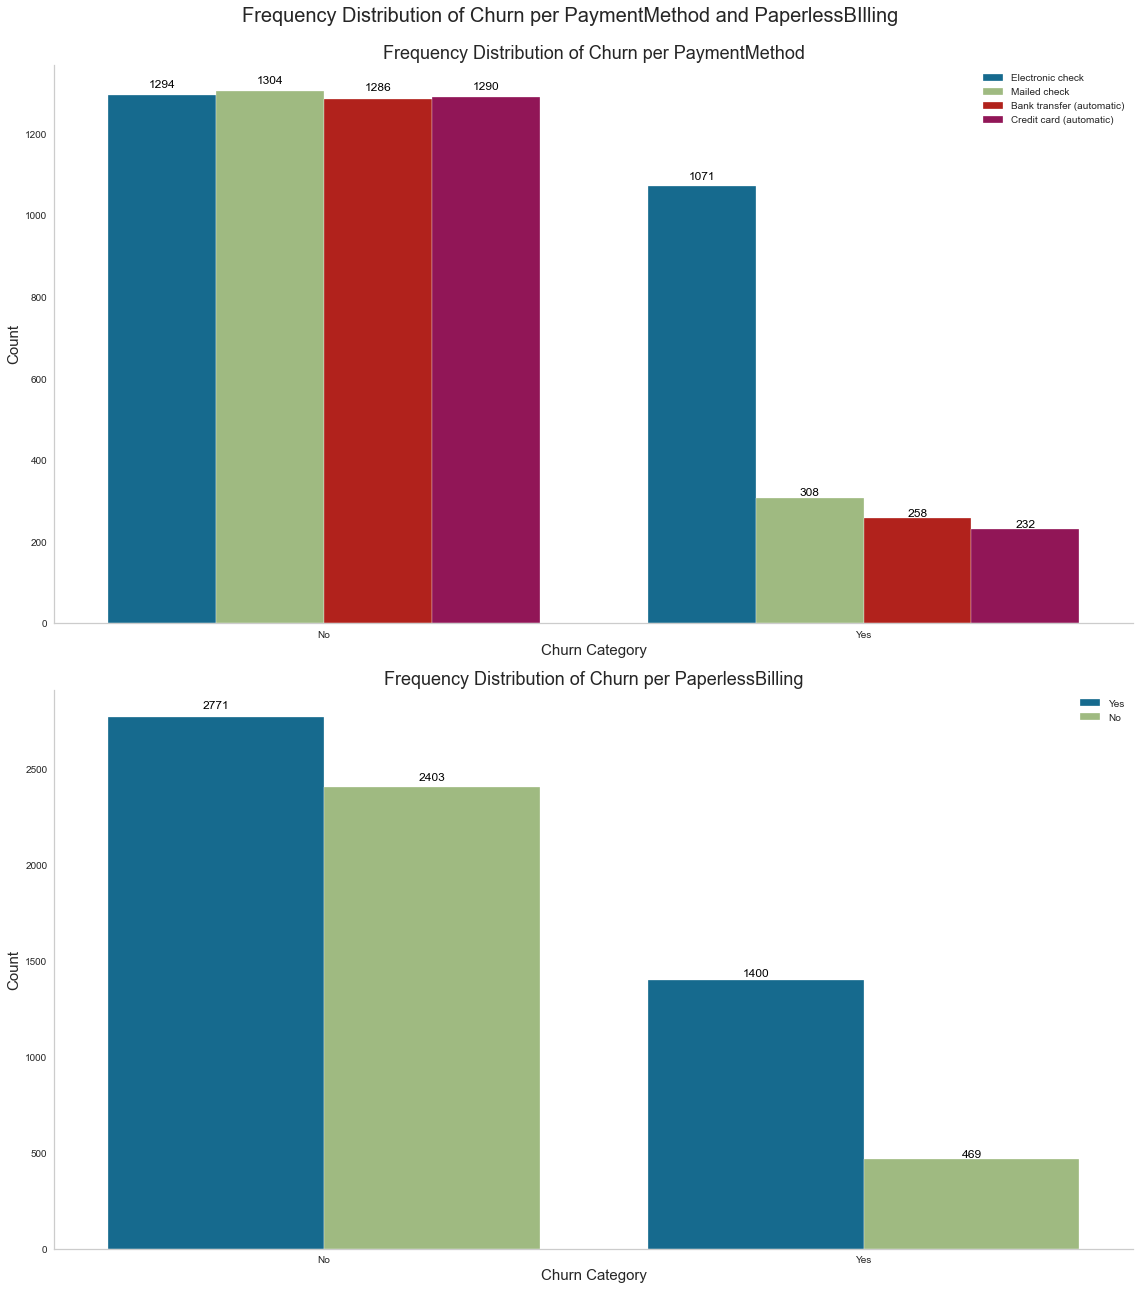 Frequency Distribution of Churn per PaymentMethod and PaperlessBIlling
Frequency Distribution of Churn per PaymentMethod
1294
1304
1286
1290
1071
308
258
232
Electronic check
Mailed check
Bank transfer (automatic)
Credit card (automatic)
1200
1000
800
600
400
200
0
Count
No
Yes
Churn Category
Frequency Distribution of Churn per PaperlessBilling
2771
2403
1400
469
Yes
No
2500
2000
1500
1000
500
0
Count
No
Yes
Churn Category